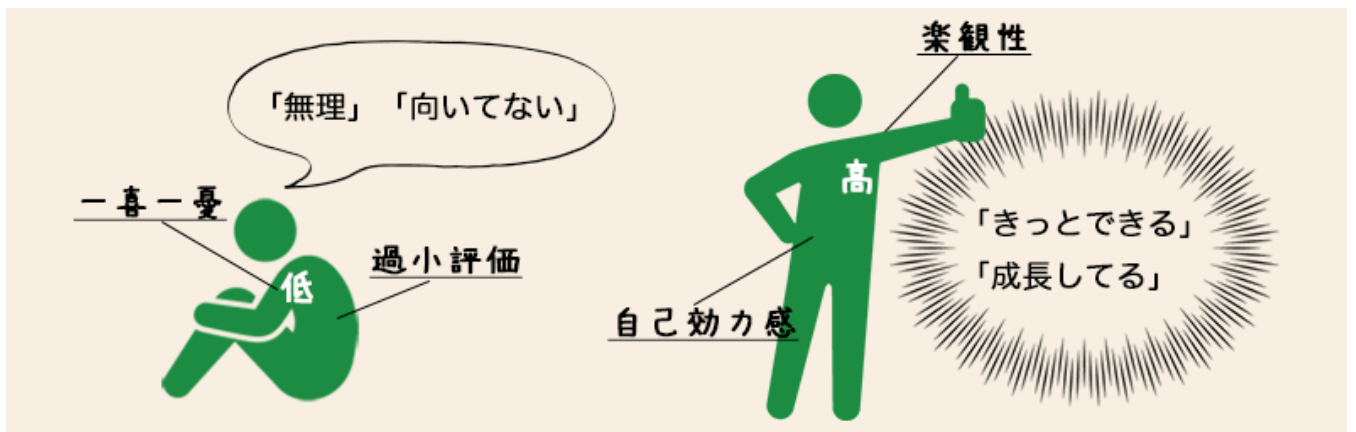 「無理」「向いてない」
一喜一憂
過小評価
低
楽観性
高
「きっとできる」
「成長してる」
自己効力感